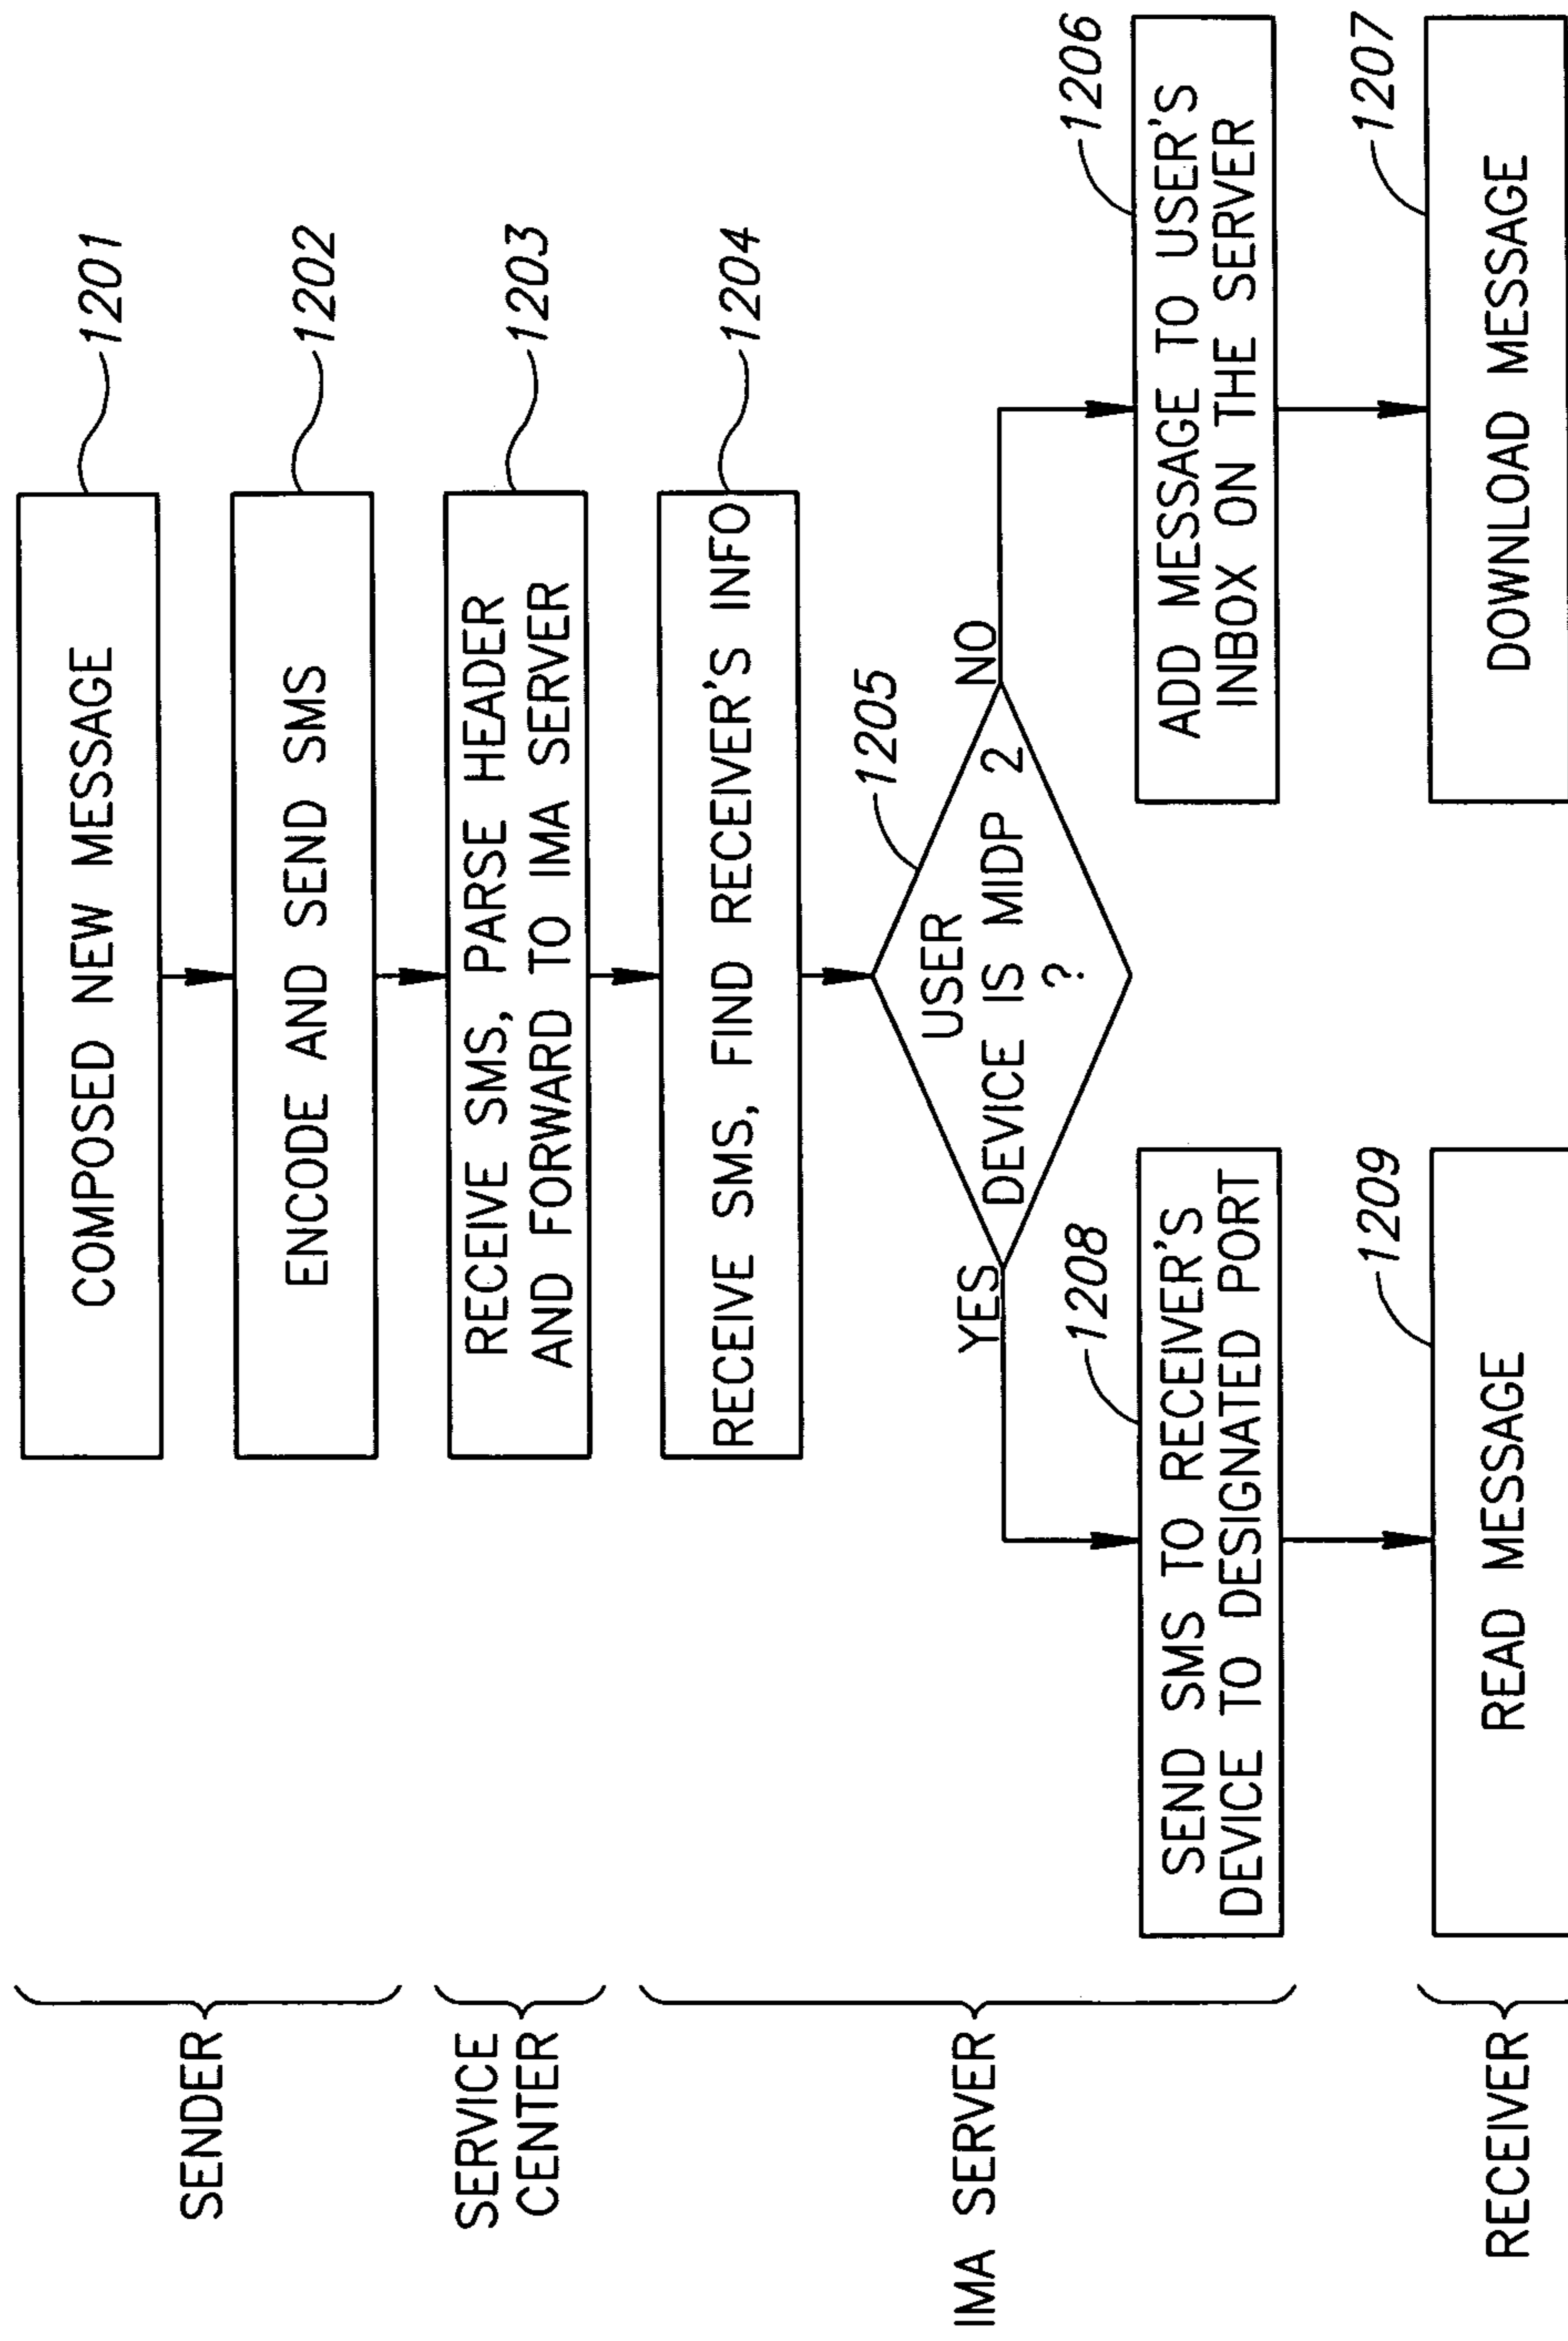 SENDER
COMPOSED NEW MESSAGE
1201
ENCODE AND SEND SMS
1202
SERVICE
CENTER
RECEIVE SMS, PARSE HEADER
AND FORWARD TO IMA SERVER
1203
IMA SERVER
RECEIVE SMS, FIND RECEIVER'S INFO
1204
USER
DEVICE IS MIDP 2
?
1205
YES
NO
SEND SMS TO RECEIVER'S
DEVICE TO DESIGNATED PORT
1208
ADD MESSAGE TO USER'S
INBOX ON THE SERVER
1206
RECEIVER
READ MESSAGE
1209
DOWNLOAD MESSAGE
1207